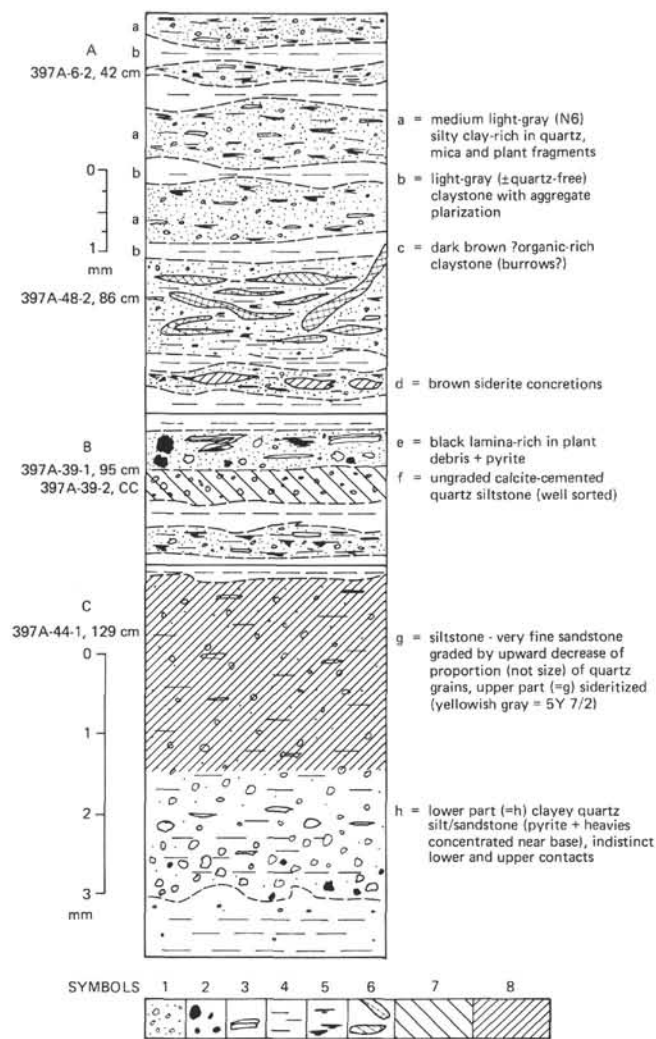 a
A
b
397A-6-2, 42 cm
a
a = medium light-gray (N6)
silty clay-rich in quartz,
mica and plant fragments
0
b
b = light-gray (±quartz-free)
claystone with aggregate
plarization
a
1
b
mm
c = dark brown ?organic-rich
claystone (burrows?)
397A-48-2, 86 cm
d = brown siderite concretions
B
397A-39-1, 95 cm
397A-39-2, CC
e = black lamina-rich in plant
debris + pyrite
f = ungraded calcite-cemented
quartz siltstone (well sorted)
C
397A-44-1, 129 cm
0
g = siltstone - very fine sandstone
graded by upward decrease of
proportion (not size) of quartz
grains, upper part (=g) sideritized
(yellowish gray = 5Y 7/2)
1
2
h = lower part (=h) clayey quartz
silt/sandstone (pyrite + heavies
concentrated near base), indistinct
lower and upper contacts
3
mm
SYMBOLS 1 2 3 4 5 6 7 8